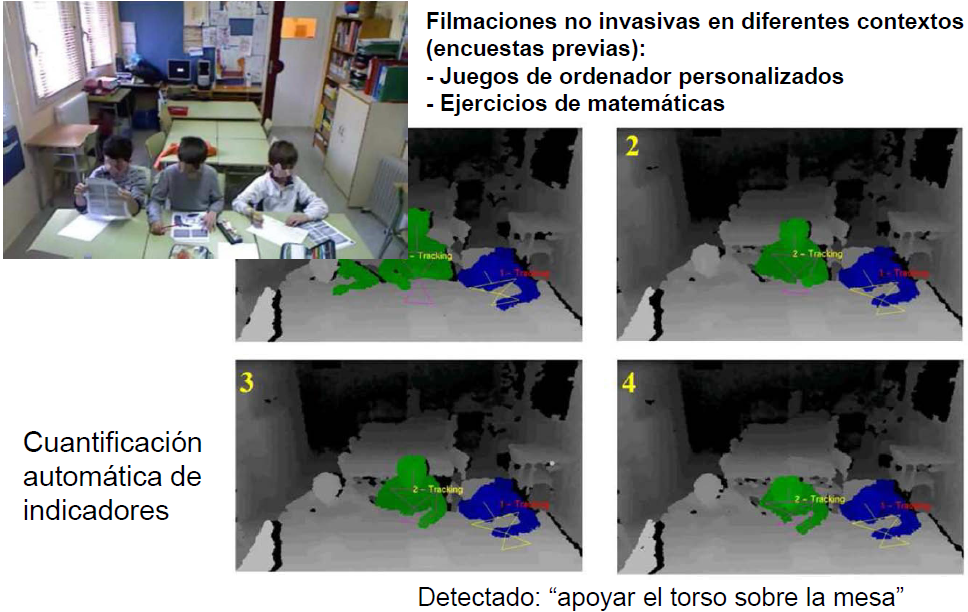 Filmaciones no invasivas en diferentes contextos
(encuestas previas):
- Juegos de ordenador personalizados
- Ejercicios de matemáticas
- Tracking
1 - Tracking
2
2 - Tracking
1 - Tracking
3
2 - Tracking
1 - Tracking
4
2 - Tracking
1 - Tracking
Cuantificación
automática de
indicadores
Detectado: “apoyar el torso sobre la mesa”